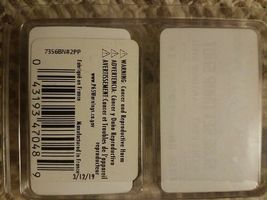 7356BN#2PP
⚠ WARNING: Cancer and Reproductive Harm
ADVERTENCIA: Cáncer y Daño Reproductivo
AVERTISSEMENT: Cancer et Troubles de l'appareil
reproducteur
www.P65Warnings.ca.gov
Fabriqué en France
Manufactured in France
3/12/19
0 43193 47048 9